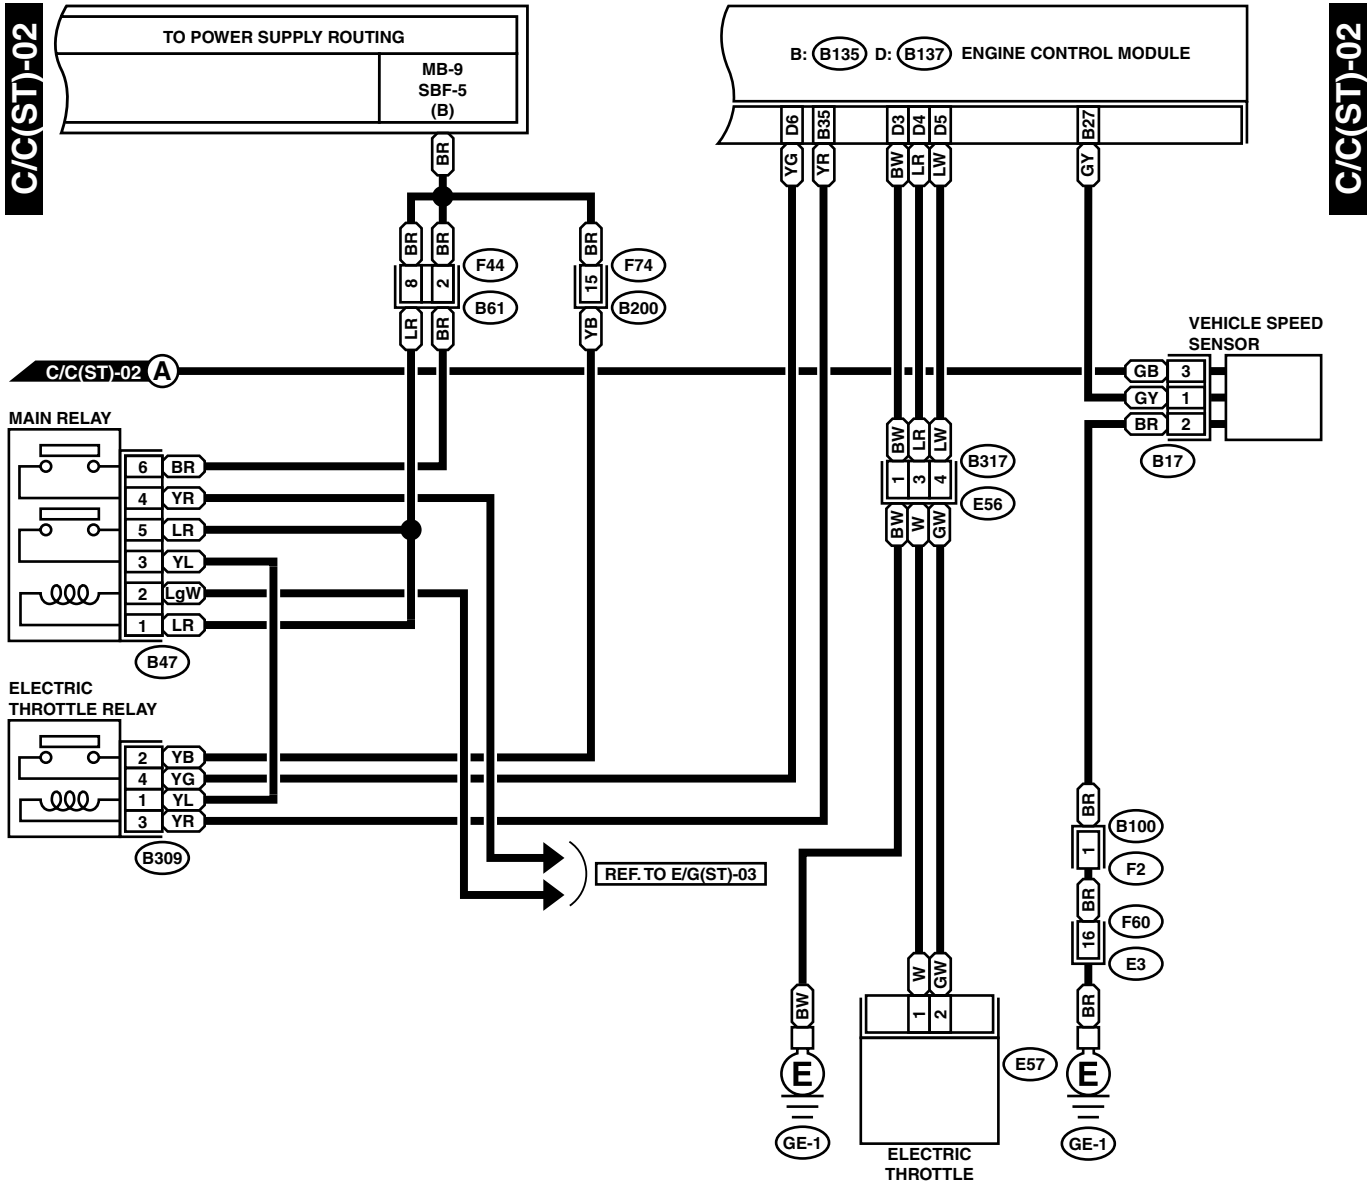 C/C(ST)-02
C/C(ST)-02
TO POWER SUPPLY ROUTING
MB-9
SBF-5
(B)
B: B135 D: B137 ENGINE CONTROL MODULE
D6 B35 D3 D4 D5 B27
BR
YG YR BW LR LW GY
BR BR BR
8 2 F44
15 F74
B61
B200
LR BR YB
VEHICLE SPEED
SENSOR
C/C(ST)-02 A
GB 3
GY 1
BR 2
B17
MAIN RELAY
6 BR
4 YR
5 LR
3 YL
2 LgW
1 LR
B47
BW LR LW
1 3 4 B317
E56
BW W GW
ELECTRIC
THROTTLE RELAY
2 YB
4 YG
1 YL
3 YR
B309
REF. TO E/G(ST)-03
BR
1 B100
F2
BR
16 F60
E3
BW W GW BR
1 2
E
E57
E
GE-1
GE-1
ELECTRIC
THROTTLE